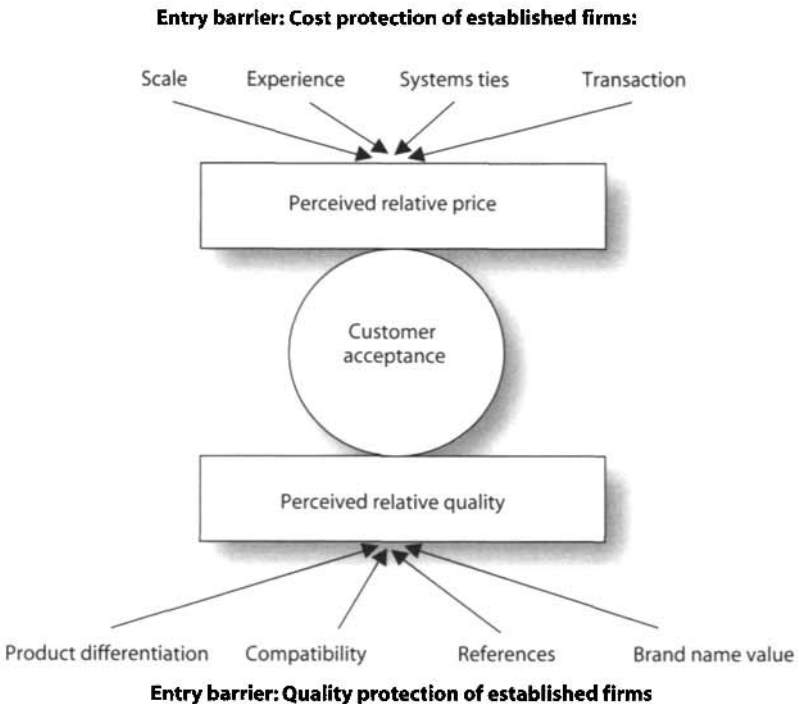 Entry barrier: Cost protection of established firms:
Scale Experience Systems ties Transaction
Perceived relative price
Customer
acceptance
Perceived relative quality
Product differentiation Compatibility References Brand name value
Entry barrier: Quality protection of established firms